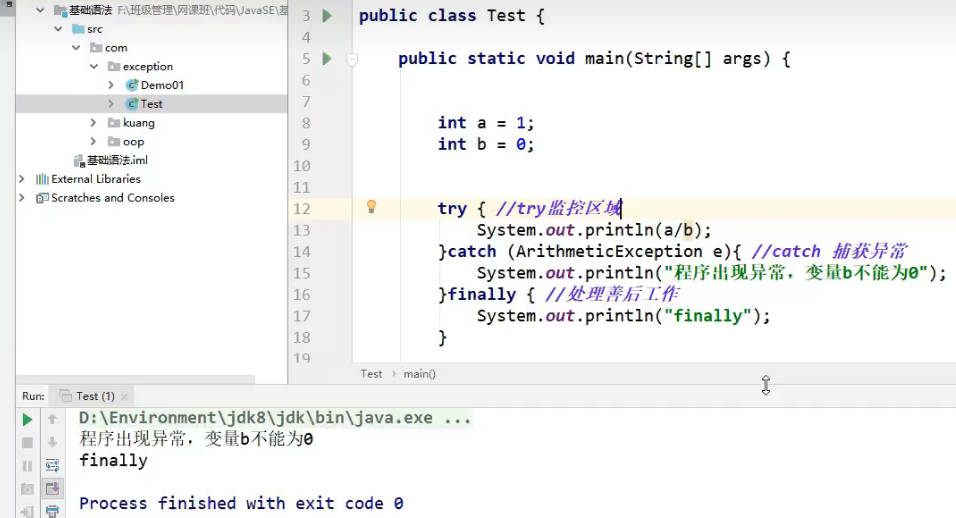 基础语法 F:\班级管理\网课班\代码\JavaSE\基
src
com
exception
Demo01
Test
kuang
oop
基础语法.iml
External Libraries
Scratches and Consoles
3 public class Test {
4
5 public static void main(String[] args) {
6
7
8 int a = 1;
9 int b = 0;
10
11
12 try { //try监控区域
13 System.out.println(a/b);
14 }catch (ArithmeticException e){ //catch 捕获异常
15 System.out.println("程序出现异常，变量b不能为0");
16 }finally { //处理善后工作
17 System.out.println("finally");
18 }
19
Test › main()
Run: Test (1) ×
D:\Environment\jdk8\jdk\bin\java.exe ...
程序出现异常，变量b不能为0
finally
Process finished with exit code 0